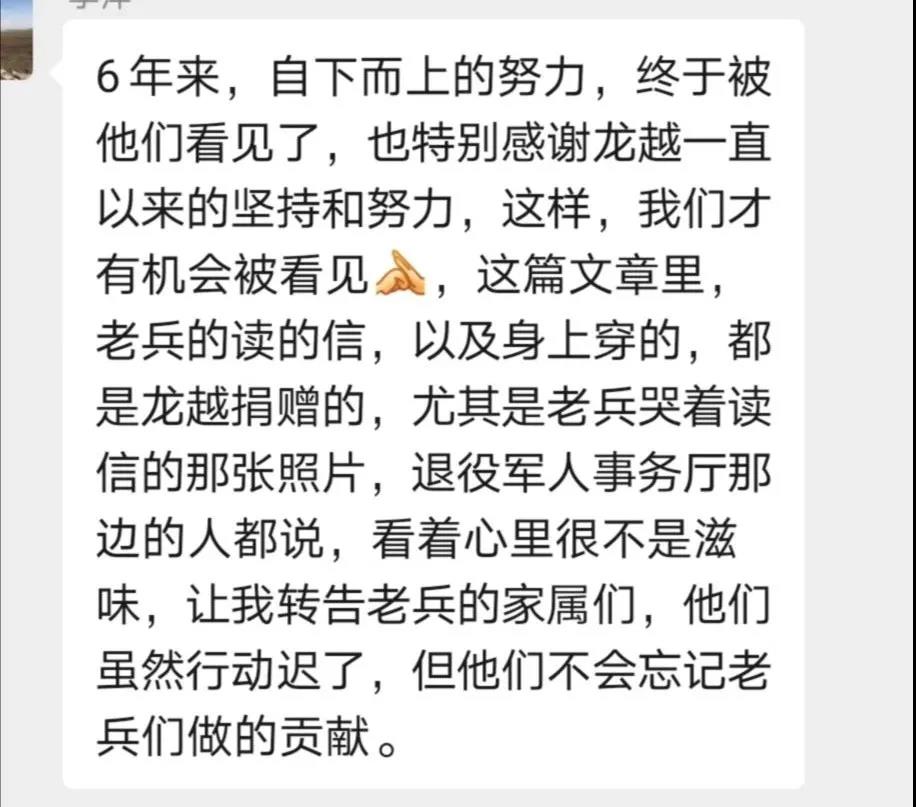 6年来，自下而上的努力，终于被
他们看见了，也特别感谢龙越一直
以来的坚持和努力，这样，我们才
有机会被看见，这篇文章里，
老兵的读的信，以及身上穿的，都
是龙越捐赠的，尤其是老兵哭着读
信的那张照片，退役军人事务厅那
边的人都说，看着心里很不是滋
味，让我转告老兵的家属们，他们
虽然行动迟了，但他们不会忘记老
兵们做的贡献。